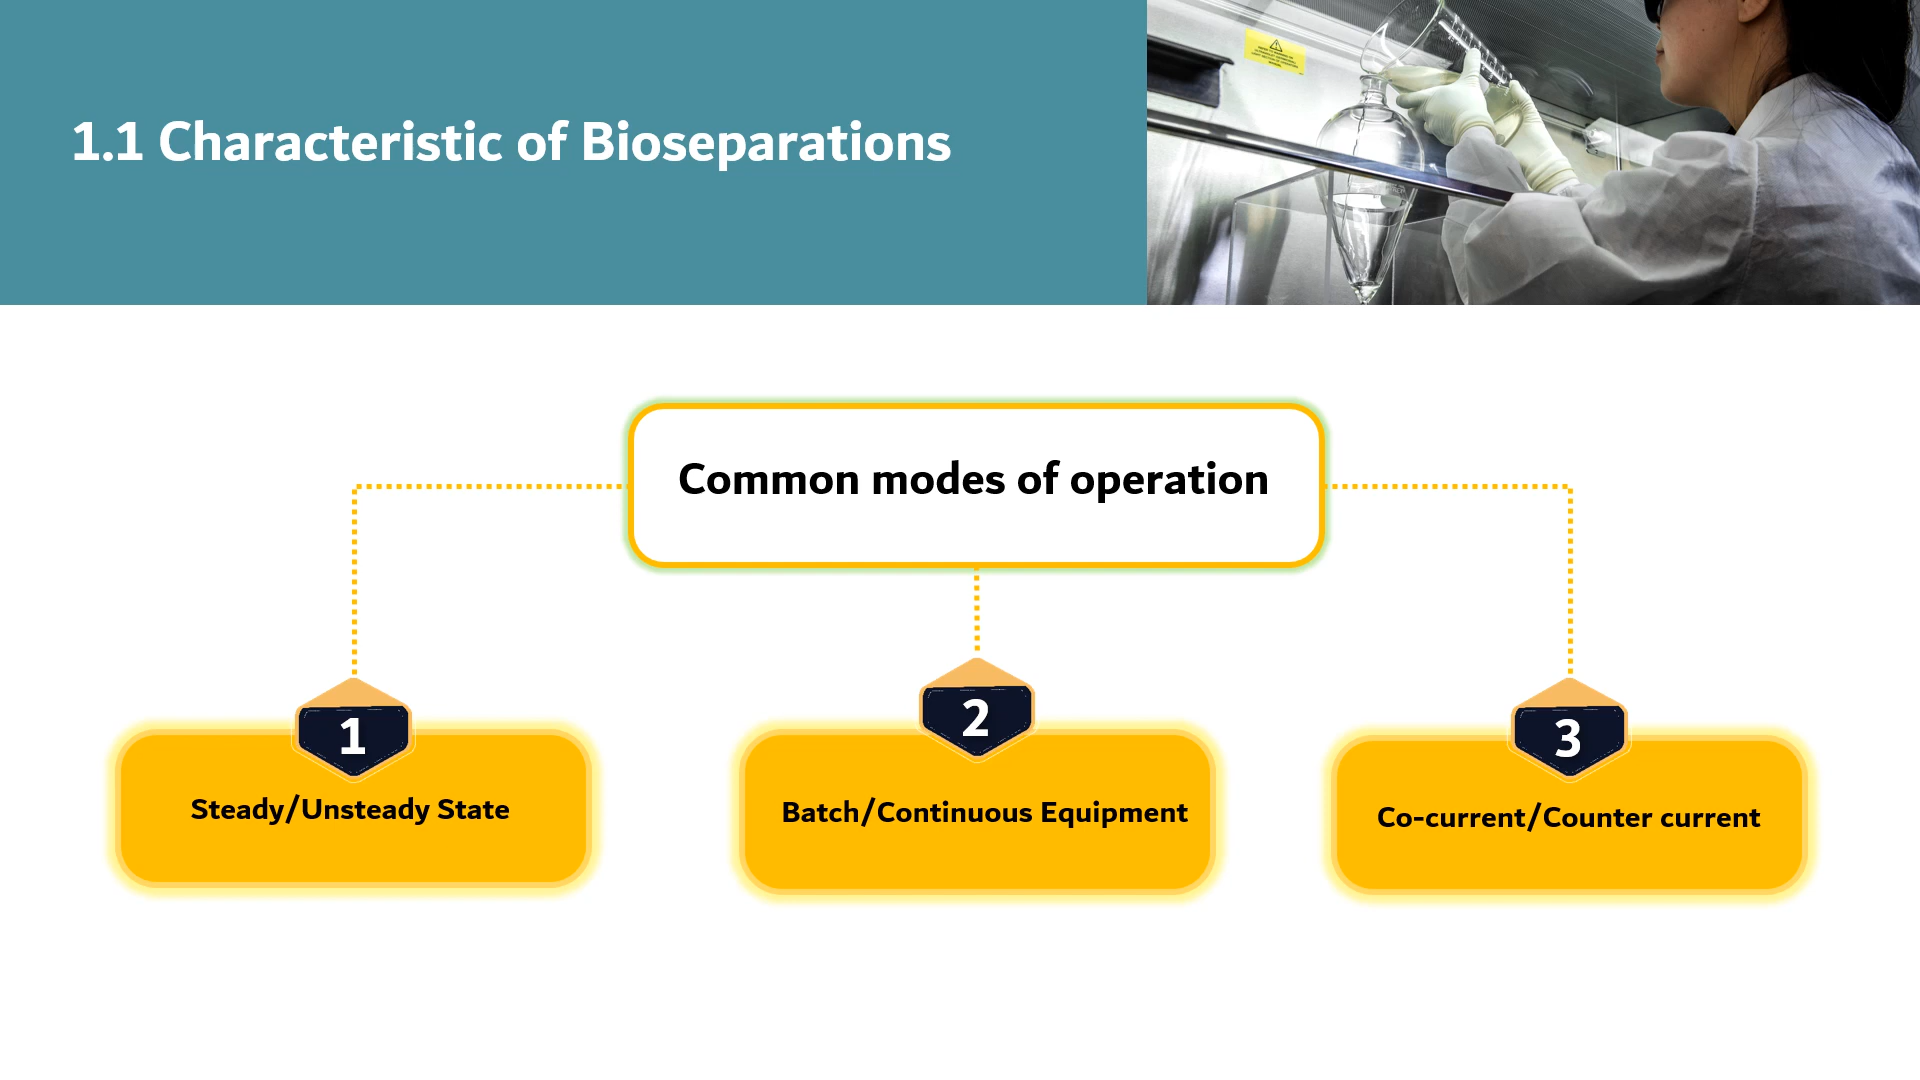 1.1 Characteristic of Bioseparations
Common modes of operation
1
2
3
Steady/Unsteady State
Batch/Continuous Equipment
Co-current/Counter current